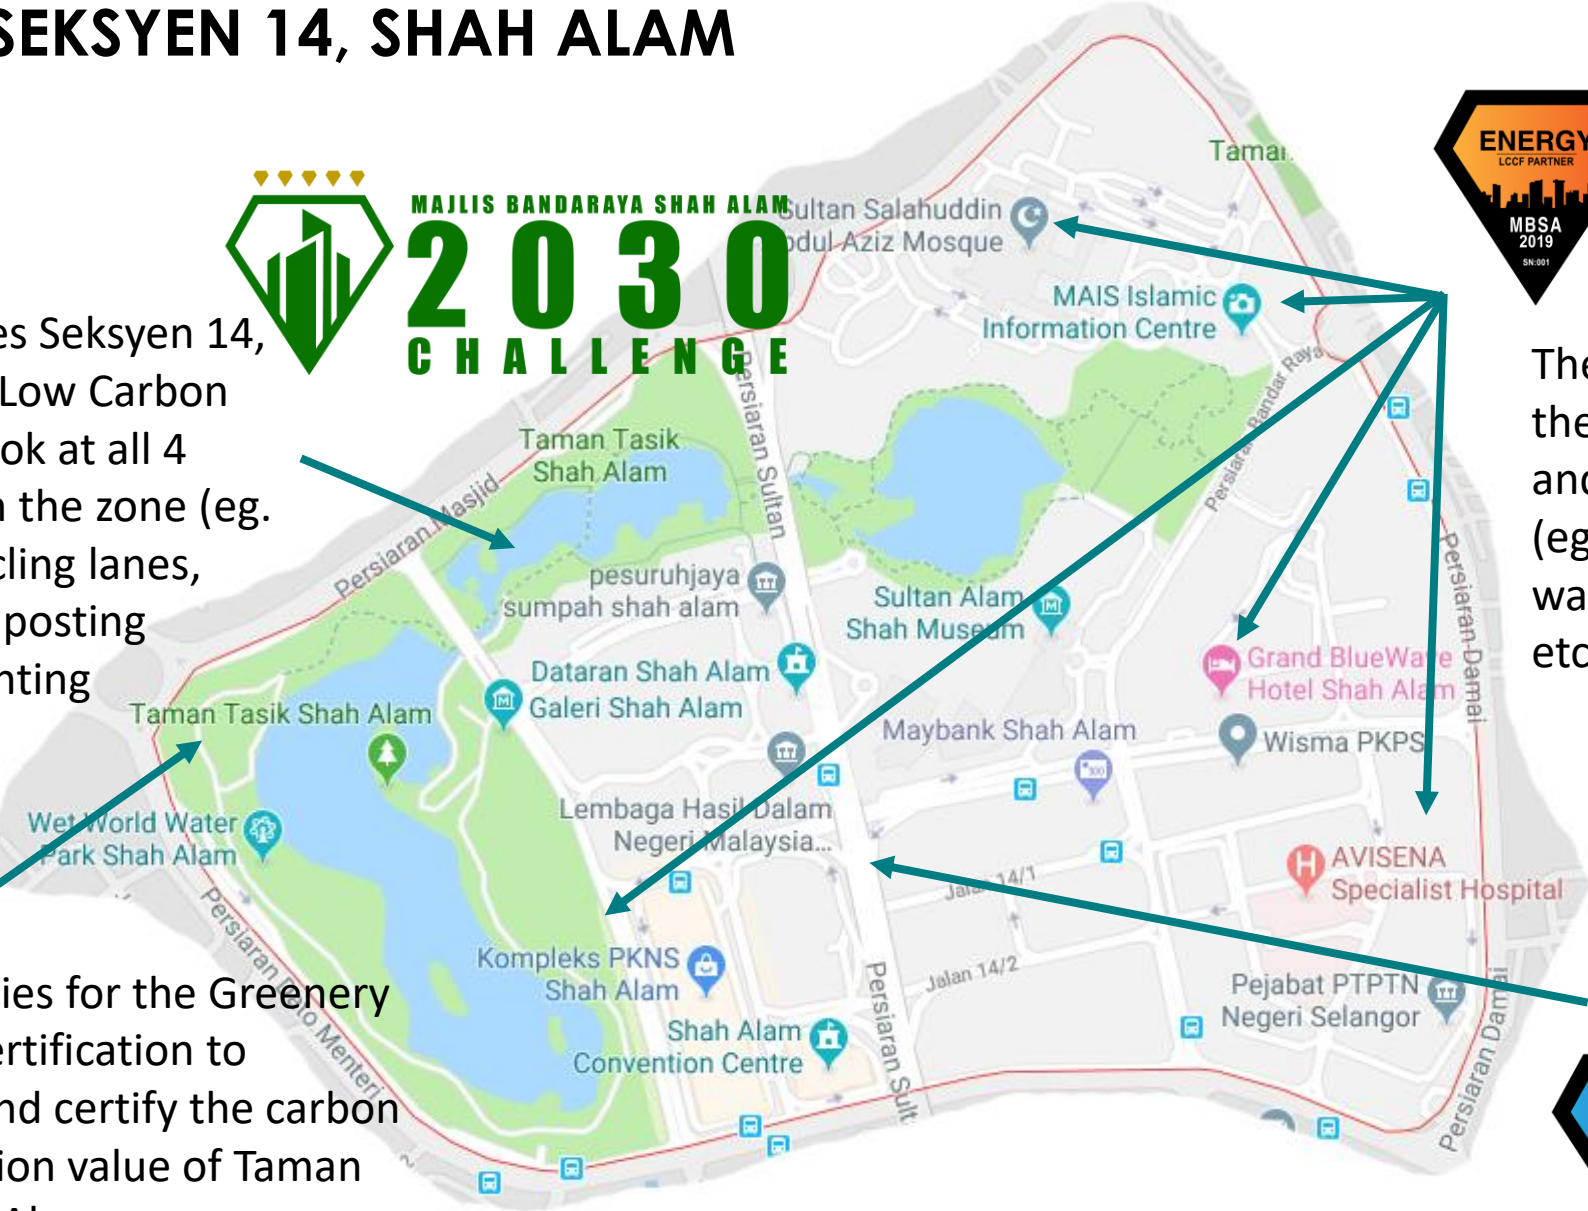 SEKSYEN 14, SHAH ALAM
MAJLIS BANDARAYA SHAH ALAM
2030
CHALLENGE
ENERGY
LCCF PARTNER
MBSA
2019
SN:001
es Seksyen 14,
Low Carbon
ok at all 4
n the zone (eg.
cling lanes,
posting
nting
The
the
and
(eg
wa
etc
ies for the Greenery
ertification to
nd certify the carbon
ion value of Taman
Taman
Sultan Salahuddin
Abdul Aziz Mosque
MAIS Islamic
Information Centre
Persiaran Bandar Raya
Persiaran Sultan
Taman Tasik
Shah Alam
Persiaran Masjid
pesuruhjaya
sumpah shah alam
Sultan Alam
Shah Museum
Persiaran Damai
Dataran Shah Alam
Galeri Shah Alam
Grand BlueWave
Hotel Shah Alam
Taman Tasik Shah Alam
Maybank Shah Alam
Wisma PKPS
Wet World Water
Park Shah Alam
Lembaga Hasil Dalam
Negeri Malaysia...
Jalan 14/1
AVISENA
Specialist Hospital
Persiaran Dato Menteri
Kompleks PKNS
Shah Alam
Jalan 14/2
Persiaran Sult
Pejabat PTPTN
Negeri Selangor
Shah Alam
Convention Centre
Persiaran Damai